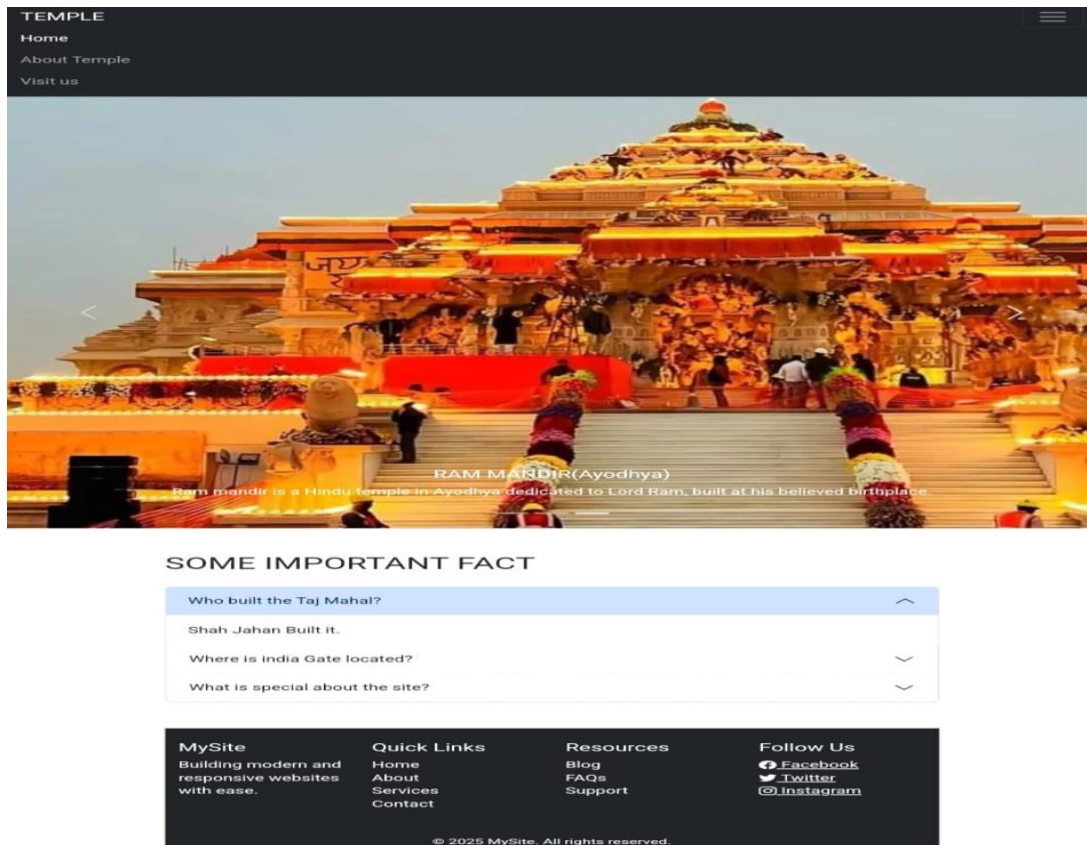 TEMPLE
Home
About Temple
Visit us
जय
RAM MANDIR(Ayodhya)
Ram mandir is a Hindu temple in Ayodhya dedicated to Lord Ram, built at his believed birthplace.
SOME IMPORTANT FACT
Who built the Taj Mahal?
Shah Jahan Built it.
Where is india Gate located?
What is special about the site?
MySite
Building modern and
responsive websites
with ease.
Quick Links
Home
About
Services
Contact
Resources
Blog
FAQs
Support
Follow Us
Facebook
Twitter
Instagram
© 2025 MySite. All rights reserved.